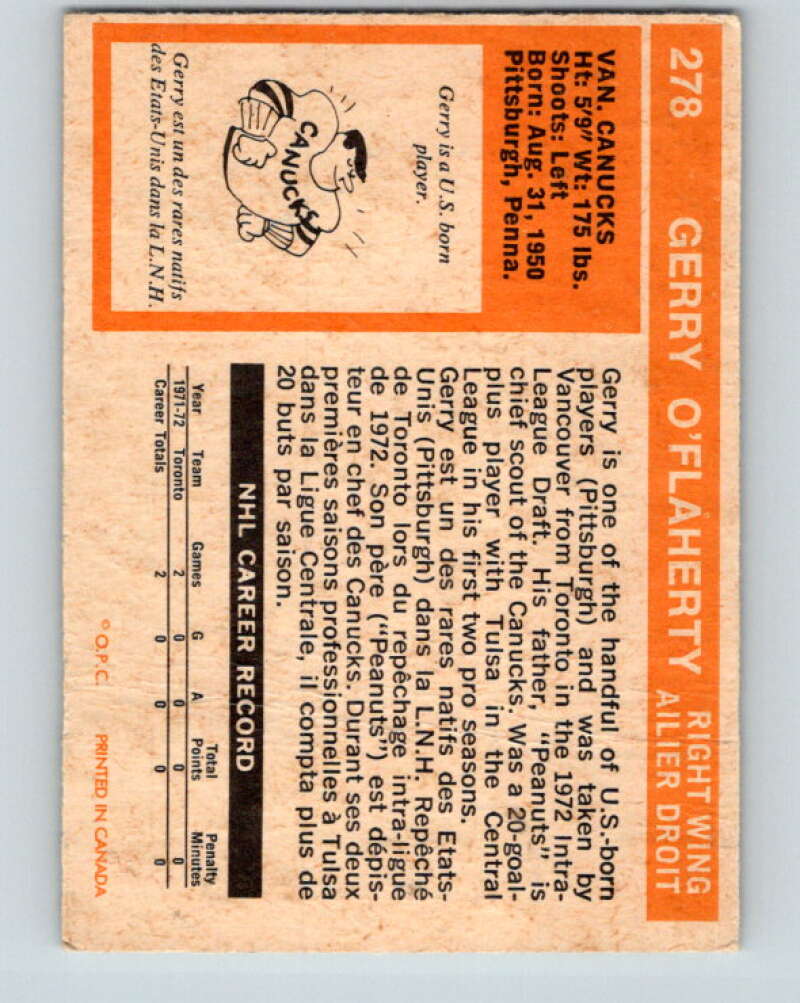 278 GERRY O'FLAHERTY
RIGHT WING
AILIER DROIT
VAN. CANUCKS
Ht: 5'9" Wt: 175 lbs.
Shoots: Left
Born: Aug. 31, 1950
Pittsburgh, Penna.
Gerry is a U.S. born
player.
CANUCKS
Gerry est un des rares natifs
des Etats-Unis dans la L.N.H.
Gerry is one of the handful of U.S.-born
players (Pittsburgh) and was taken by
Vancouver from Toronto in the 1972 Intra-
League Draft. His father, "Peanuts" is
chief scout of the Canucks. Was a 20-goal-
plus player with Tulsa in the Central
League in his first two pro seasons.
Gerry est un des rares natifs des Etats-
Unis (Pittsburgh) dans la L.N.H. Repêché
de Toronto lors du repêchage intra-ligue
de 1972. Son père ("Peanuts") est dépis-
teur en chef des Canucks. Durant ses deux
premières saisons professionnelles à Tulsa
dans la Ligue Centrale, il compta plus de
20 buts par saison.
NHL CAREER RECORD
Year Team Games G A Total Points Penalty Minutes
1971-72 Toronto 2 0 0 0 0
Career Totals 2 0 0 0 0
© O.P.C. PRINTED IN CANADA